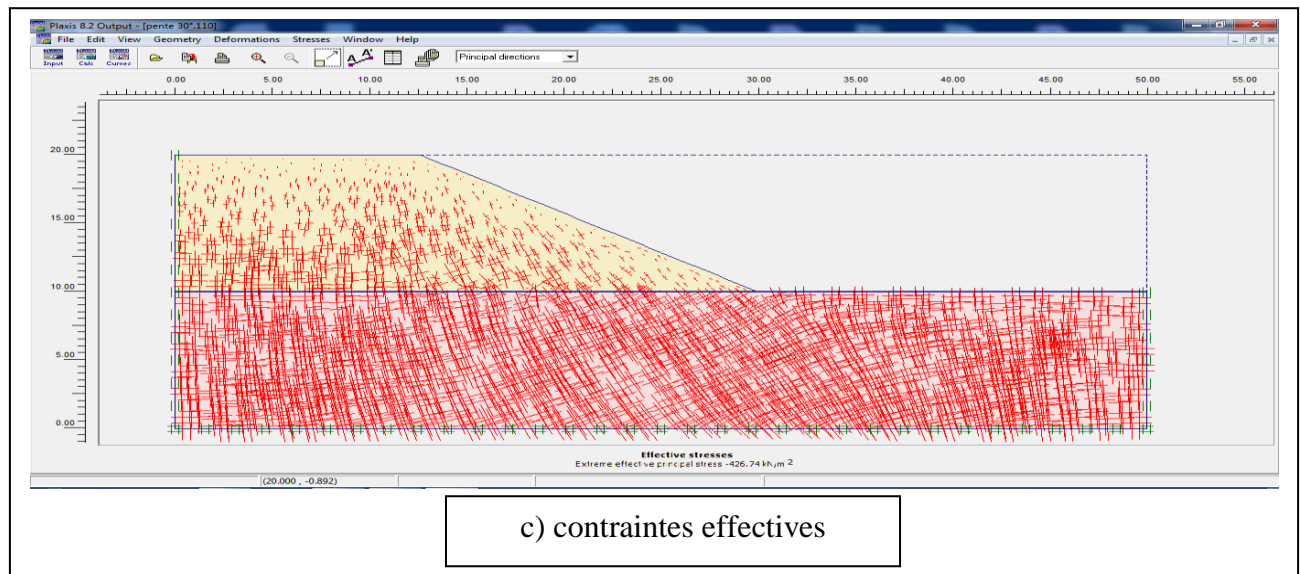 Plaxis 8.2 Output - [pente 30°.110]
File Edit View Geometry Deformations Stresses Window Help
Input Calc Curves Principal directions
0.00 5.00 10.00 15.00 20.00 25.00 30.00 35.00 40.00 45.00 50.00 55.00
20.00
15.00
10.00
5.00
0.00
Effective stresses
Extreme effective principal stress -426.74 kN/m 2
(20.000 , -0.892)
c) contraintes effectives